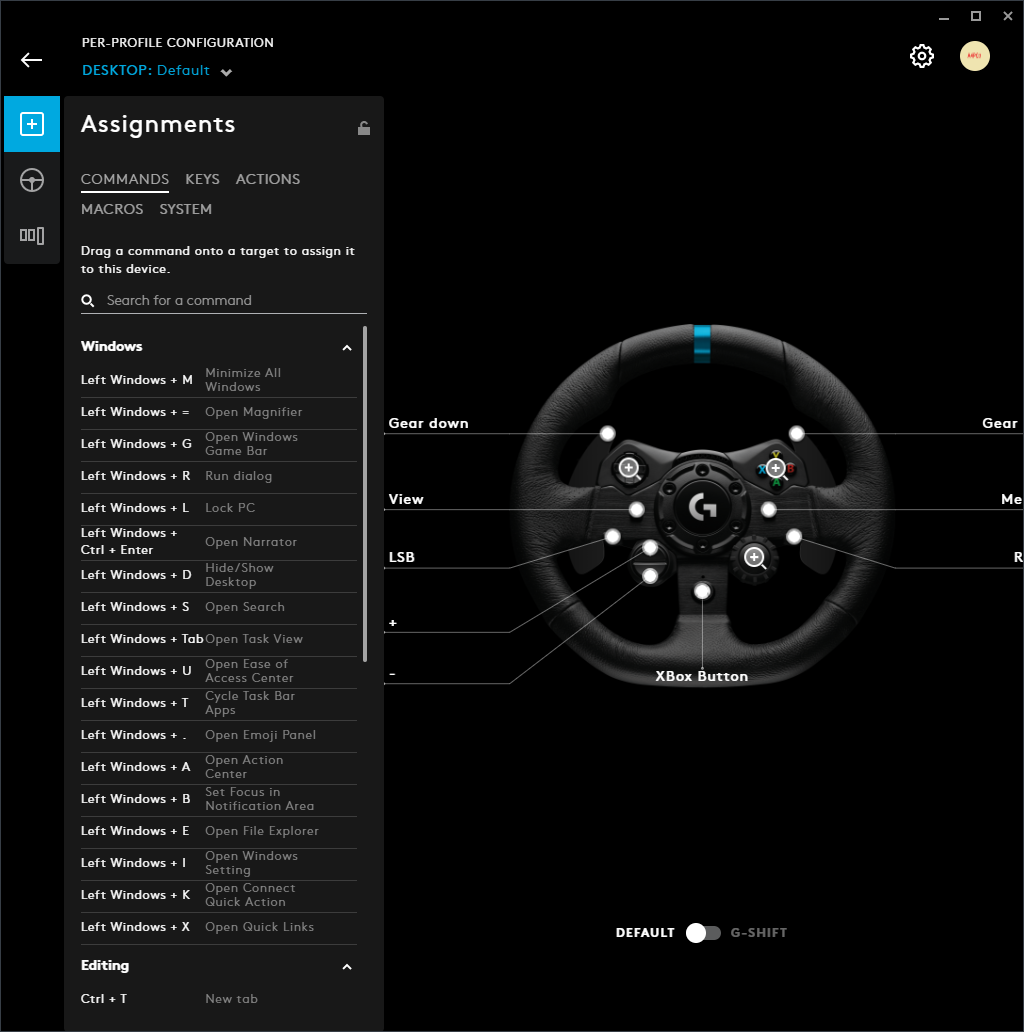 PER-PROFILE CONFIGURATION
DESKTOP: Default
Assignments
COMMANDS KEYS ACTIONS
MACROS SYSTEM
Drag a command onto a target to assign it
to this device.
Search for a command
Windows
Left Windows + M Minimize All
Windows
Left Windows + = Open Magnifier
Left Windows + G Open Windows
Game Bar
Left Windows + R Run dialog
Left Windows + L Lock PC
Left Windows +
Ctrl + Enter Open Narrator
Left Windows + D Hide/Show
Desktop
Left Windows + S Open Search
Left Windows + Tab Open Task View
Left Windows + U Open Ease of
Access Center
Left Windows + T Cycle Task Bar
Apps
Left Windows + . Open Emoji Panel
Left Windows + A Open Action
Center
Left Windows + B Set Focus in
Notification Area
Left Windows + E Open File Explorer
Left Windows + I Open Windows
Setting
Left Windows + K Open Connect
Quick Action
Left Windows + X Open Quick Links
Editing
Ctrl + T New tab
Gear down
Gear
View
Me
LSB
R
+
-
XBox Button
Y
X B
A
DEFAULT G-SHIFT